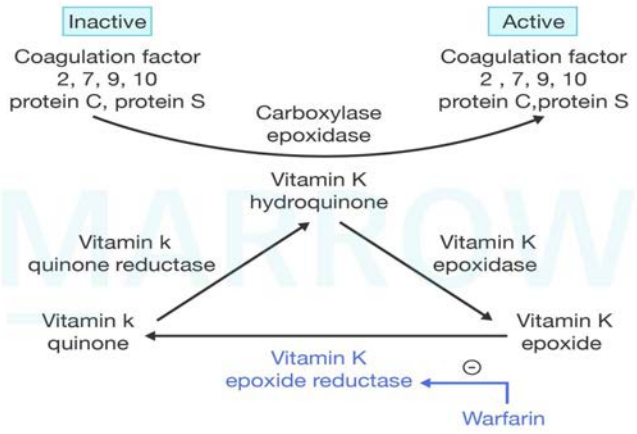 Inactive
Active
Coagulation factor
2, 7, 9, 10
protein C, protein S
Coagulation factor
2 , 7, 9, 10
protein C,protein S
Carboxylase
epoxidase
Vitamin K
hydroquinone
Vitamin k
quinone reductase
Vitamin K
epoxidase
Vitamin k
quinone
Vitamin K
epoxide
Vitamin K
epoxide reductase
Warfarin
MARROW